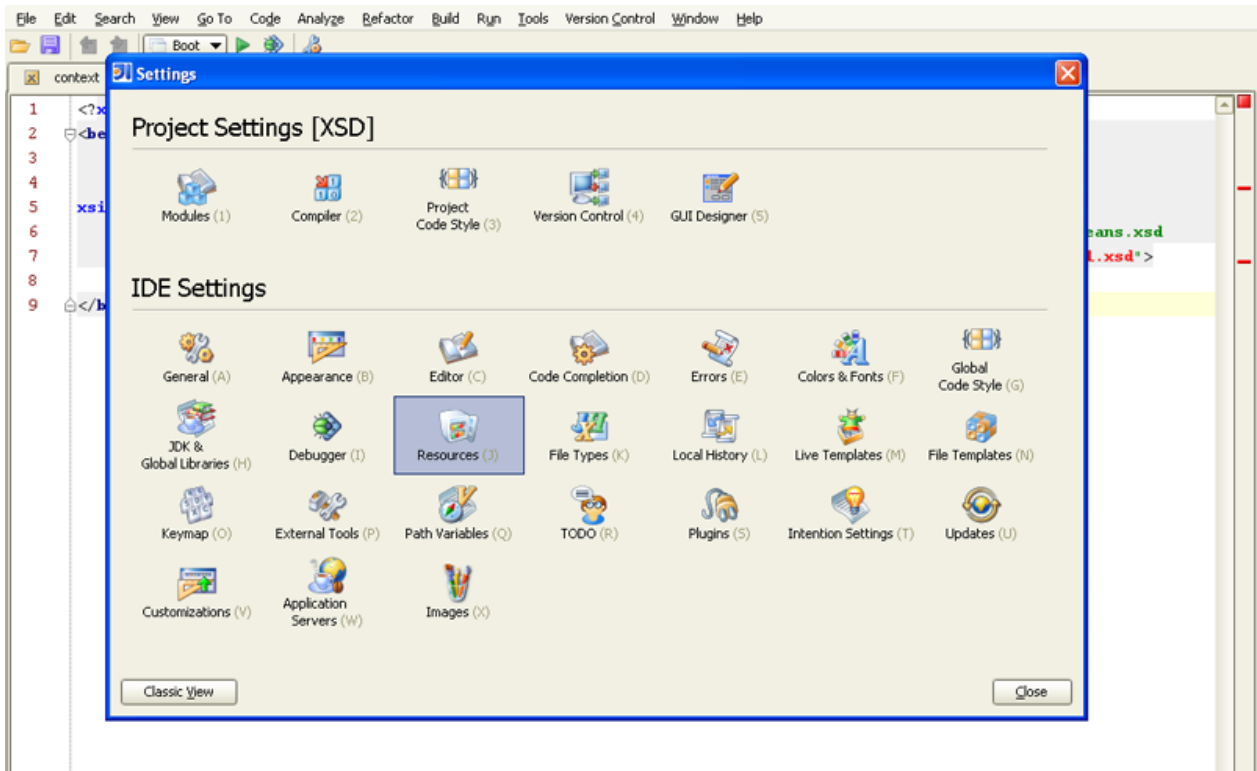 File Edit Search View Go To Code Analyze Refactor Build Run Tools Version Control Window Help
Boot
context
Settings
1 <?x
2 <be
3
4
5 xsi
6 eans.xsd
7 l.xsd">
8
9 </b
Project Settings [XSD]
Modules (1) Compiler (2) Project Code Style (3) Version Control (4) GUI Designer (5)
IDE Settings
General (A) Appearance (B) Editor (C) Code Completion (D) Errors (E) Colors & Fonts (F) Global Code Style (G)
JDK & Global Libraries (H) Debugger (I) Resources (J) File Types (K) Local History (L) Live Templates (M) File Templates (N)
Keymap (O) External Tools (P) Path Variables (Q) TODO (R) Plugins (S) Intention Settings (T) Updates (U)
Customizations (V) Application Servers (W) Images (X)
Classic View Close